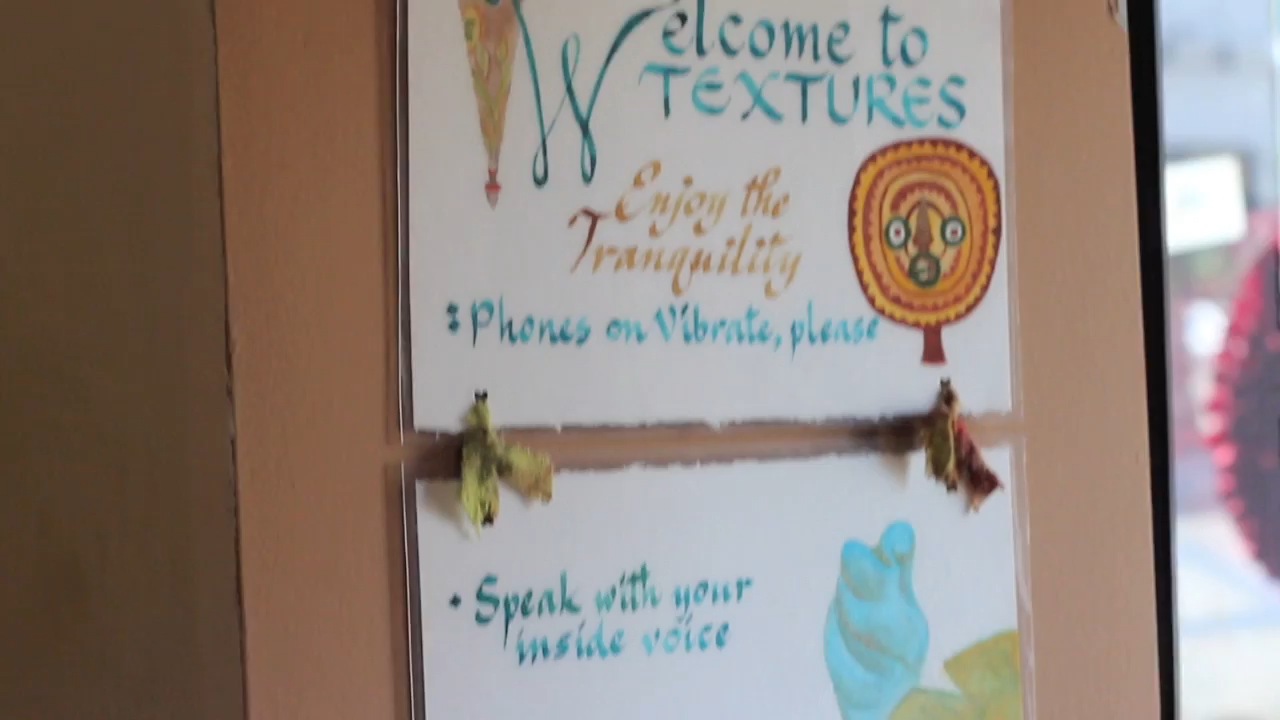 Welcome to
TEXTURES
Enjoy the
Tranquility
Phones on Vibrate, please
• Speak with your
inside voice